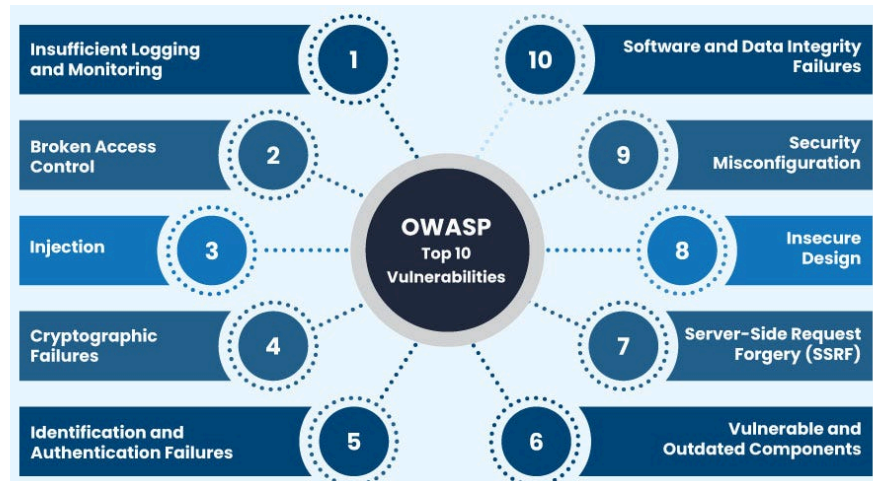 Insufficient Logging
and Monitoring
1
Broken Access
Control
2
Injection
3
Cryptographic
Failures
4
Identification and
Authentication Failures
5
OWASP
Top 10
Vulnerabilities
10
Software and Data Integrity
Failures
9
Security
Misconfiguration
8
Insecure
Design
7
Server-Side Request
Forgery (SSRF)
6
Vulnerable and
Outdated Components